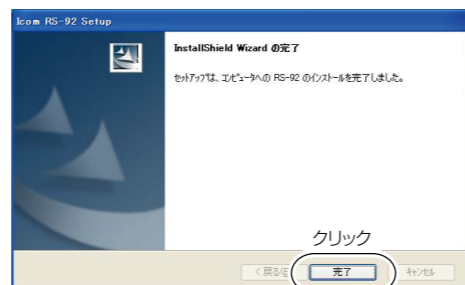 Icom RS-92 Setup
InstallShield Wizard の完了
セットアップは、コンピュータへの RS-92 のインストールを完了しました。
クリック
< 戻る(B)
完了
キャンセル